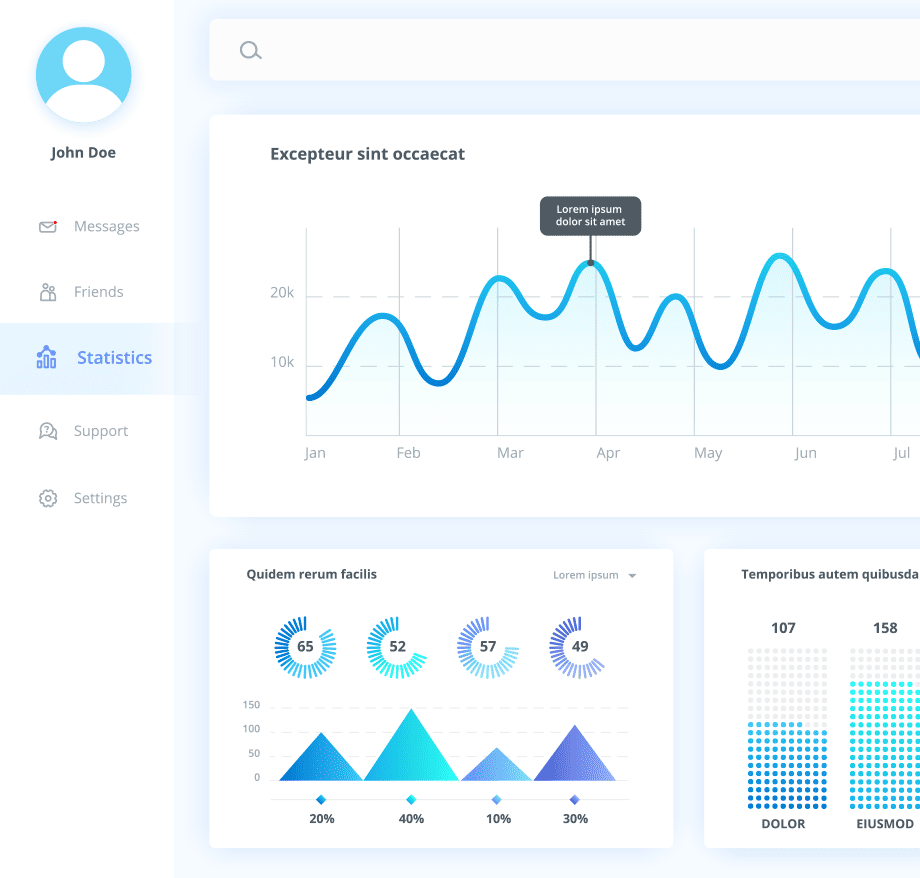 John Doe
Messages
Friends
Statistics
Support
Settings
Excepteur sint occaecat
Lorem ipsum
dolor sit amet
20k
10k
Jan Feb Mar Apr May Jun Jul
Quidem rerum facilis Lorem ipsum
65 52 57 49
150
100
50
0
20% 40% 10% 30%
Temporibus autem quibusda
107 158
DOLOR EIUSMOD